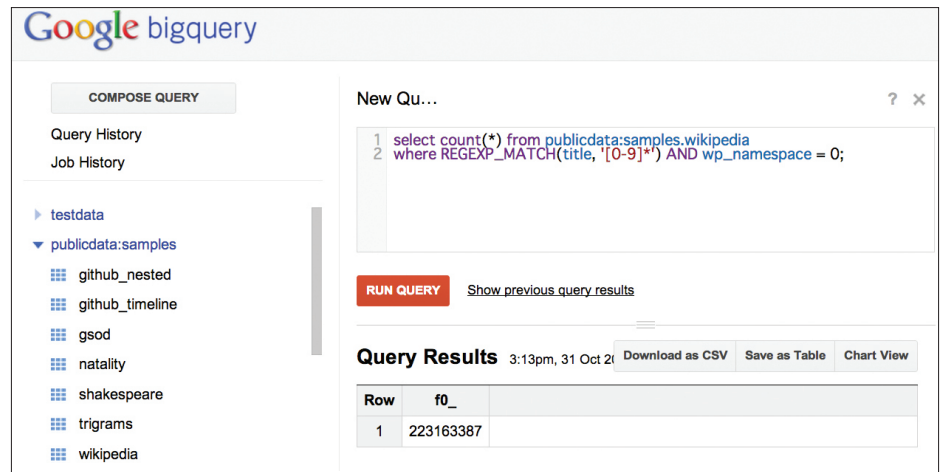 Google bigquery
COMPOSE QUERY
Query History
Job History
testdata
publicdata:samples
github_nested
github_timeline
gsod
natality
shakespeare
trigrams
wikipedia
New Qu...
? ×
1 select count(*) from publicdata:samples.wikipedia
2 where REGEXP_MATCH(title, '[0-9]*') AND wp_namespace = 0;
RUN QUERY Show previous query results
Query Results 3:13pm, 31 Oct Download as CSV Save as Table Chart View
Row f0_
1 223163387